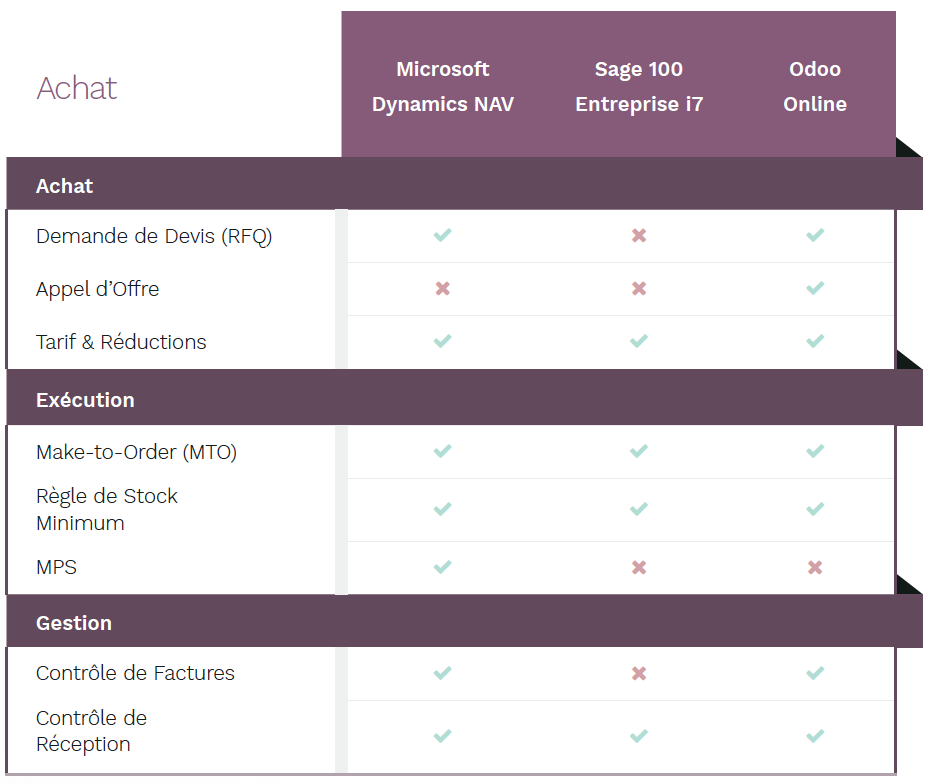 Achat
Microsoft
Dynamics NAV
Sage 100
Entreprise i7
Odoo
Online
Achat
Demande de Devis (RFQ)
Appel d’Offre
Tarif & Réductions
Exécution
Make-to-Order (MTO)
Règle de Stock
Minimum
MPS
Gestion
Contrôle de Factures
Contrôle de
Réception